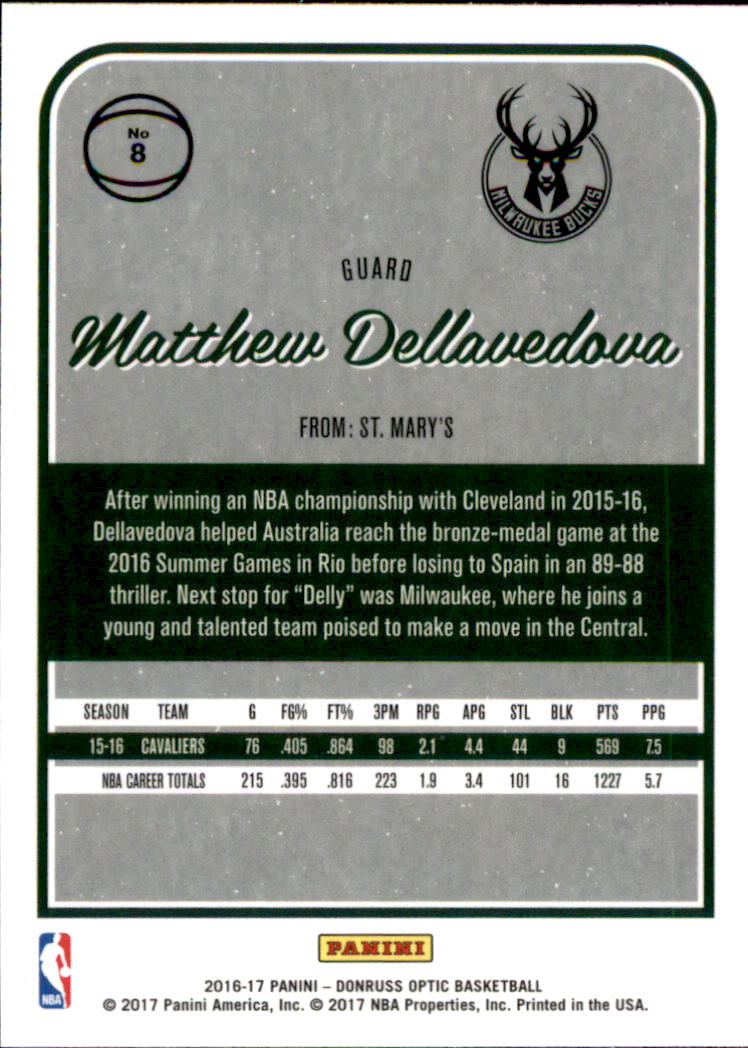 No
8
MILWAUKEE BUCKS
GUARD
Matthew Dellavedova
FROM: ST. MARY'S
After winning an NBA championship with Cleveland in 2015-16,
Dellavedova helped Australia reach the bronze-medal game at the
2016 Summer Games in Rio before losing to Spain in an 89-88
thriller. Next stop for “Delly” was Milwaukee, where he joins a
young and talented team poised to make a move in the Central.
SEASON TEAM G FG% FT% 3PM RPG APG STL BLK PTS PPG
15-16 CAVALIERS 76 .405 .864 98 2.1 4.4 44 9 569 7.5
NBA CAREER TOTALS 215 .395 .816 223 1.9 3.4 101 16 1227 5.7
NBA
PANINI
2016-17 PANINI – DONRUSS OPTIC BASKETBALL
© 2017 Panini America, Inc. © 2017 NBA Properties, Inc. Printed in the USA.